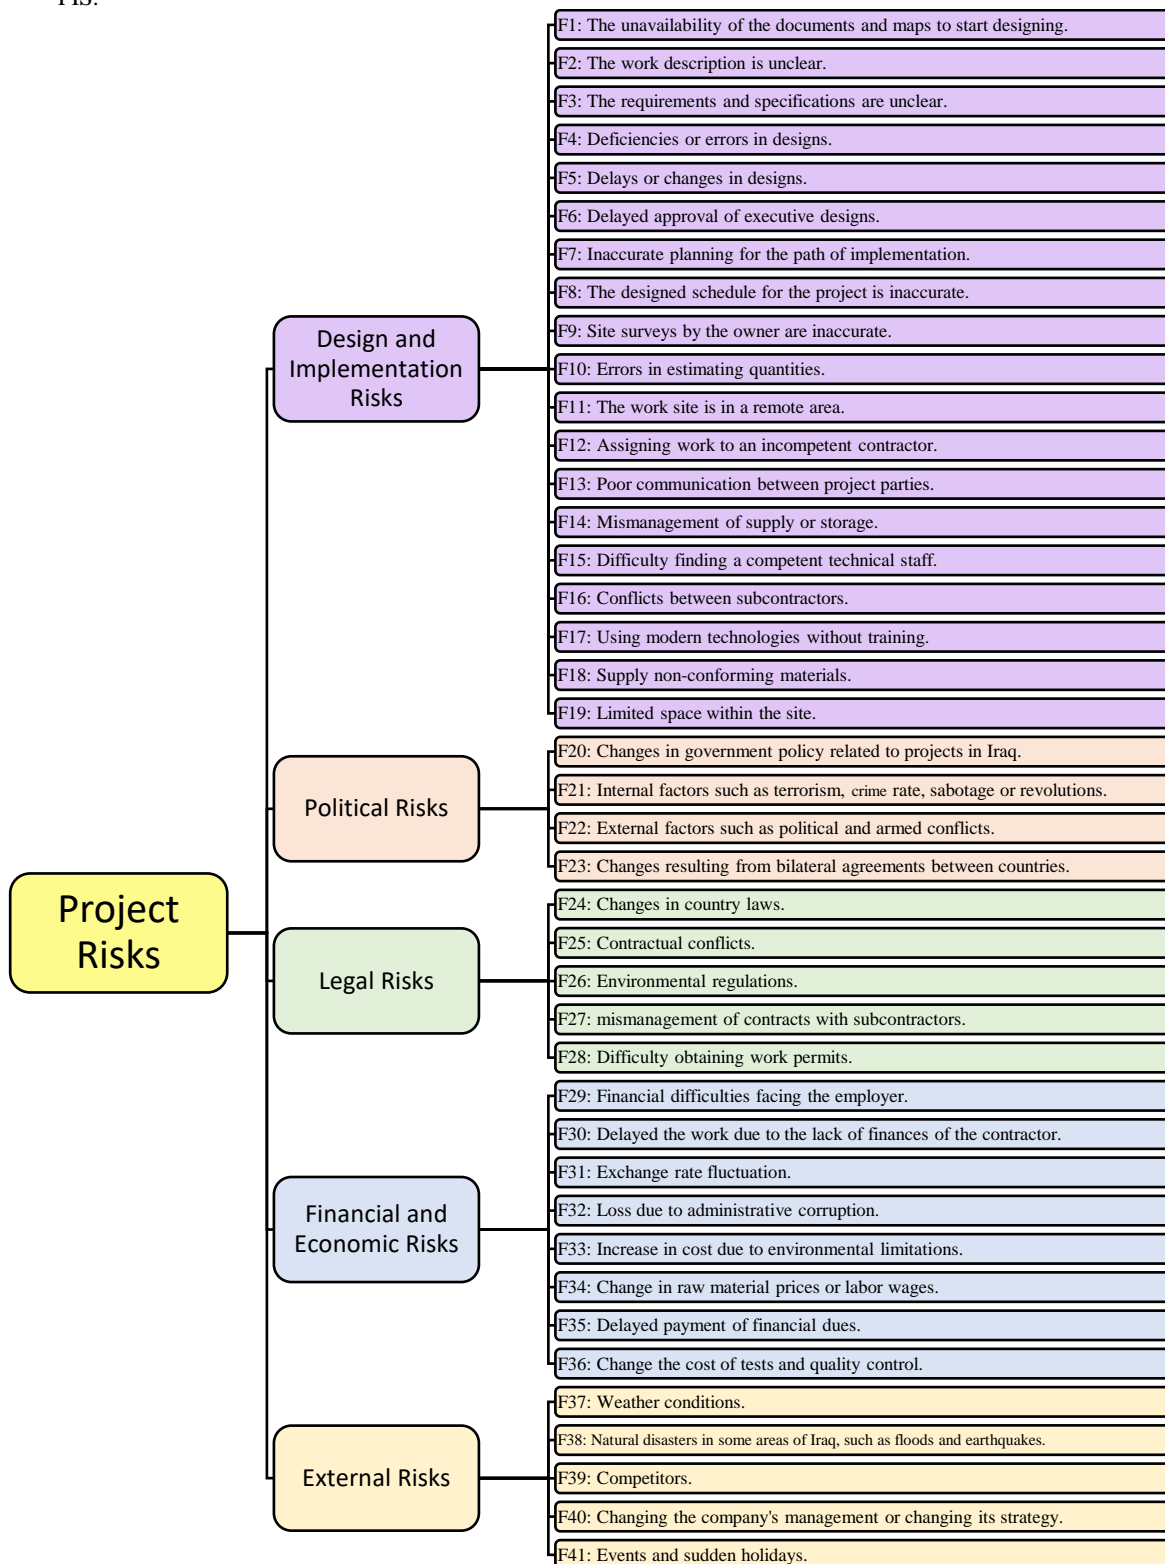 F1: The unavailability of the documents and maps to start designing.
F2: The work description is unclear.
F3: The requirements and specifications are unclear.
F4: Deficiencies or errors in designs.
F5: Delays or changes in designs.
F6: Delayed approval of executive designs.
F7: Inaccurate planning for the path of implementation.
F8: The designed schedule for the project is inaccurate.
Design and
Implementation
Risks
F9: Site surveys by the owner are inaccurate.
F10: Errors in estimating quantities.
F11: The work site is in a remote area.
F12: Assigning work to an incompetent contractor.
F13: Poor communication between project parties.
F14: Mismanagement of supply or storage.
F15: Difficulty finding a competent technical staff.
F16: Conflicts between subcontractors.
F17: Using modern technologies without training.
F18: Supply non-conforming materials.
F19: Limited space within the site.
Political Risks
F20: Changes in government policy related to projects in Iraq.
F21: Internal factors such as terrorism, crime rate, sabotage or revolutions.
F22: External factors such as political and armed conflicts.
F23: Changes resulting from bilateral agreements between countries.
Project
Risks
Legal Risks
F24: Changes in country laws.
F25: Contractual conflicts.
F26: Environmental regulations.
F27: mismanagement of contracts with subcontractors.
F28: Difficulty obtaining work permits.
Financial and
Economic Risks
F29: Financial difficulties facing the employer.
F30: Delayed the work due to the lack of finances of the contractor.
F31: Exchange rate fluctuation.
F32: Loss due to administrative corruption.
F33: Increase in cost due to environmental limitations.
F34: Change in raw material prices or labor wages.
F35: Delayed payment of financial dues.
F36: Change the cost of tests and quality control.
External Risks
F37: Weather conditions.
F38: Natural disasters in some areas of Iraq, such as floods and earthquakes.
F39: Competitors.
F40: Changing the company's management or changing its strategy.
F41: Events and sudden holidays.